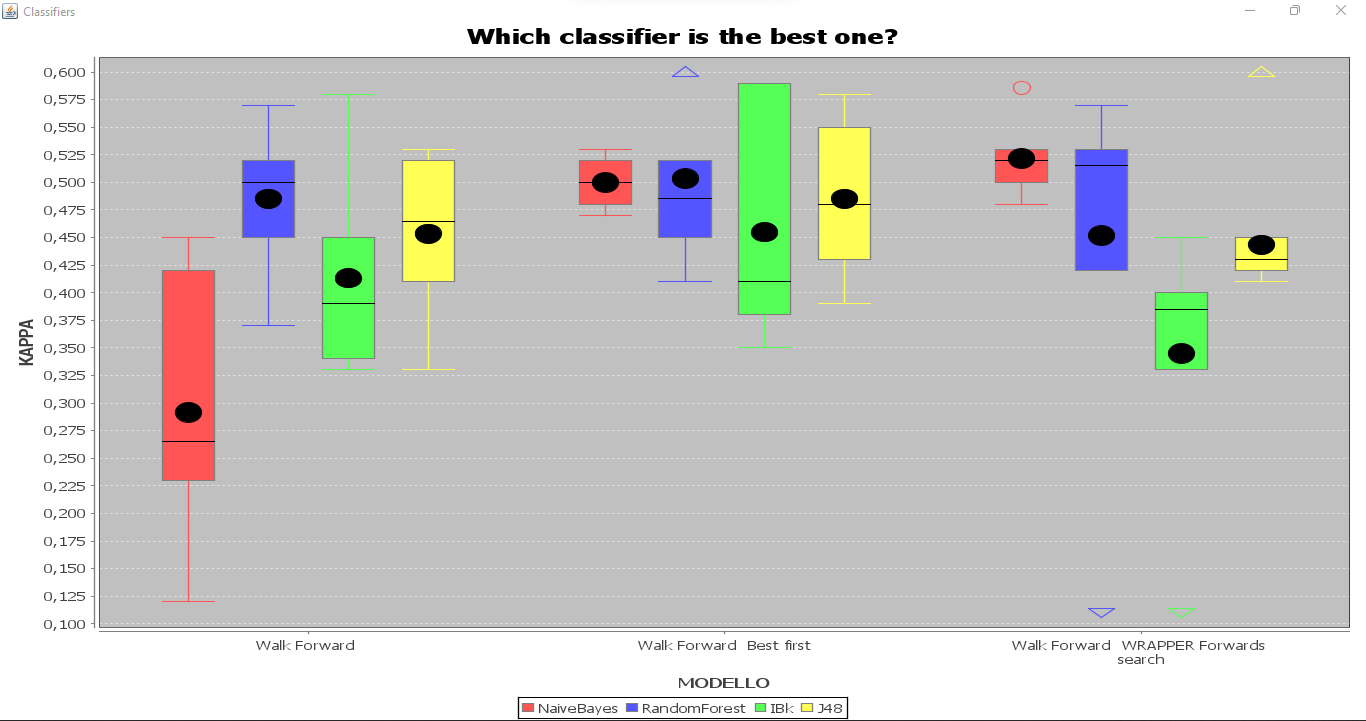 Classifiers
Which classifier is the best one?
0,600
0,575
0,550
0,525
0,500
0,475
0,450
0,425
0,400
0,375
0,350
0,325
0,300
0,275
0,250
0,225
0,200
0,175
0,150
0,125
0,100
KAPPA
Walk Forward
Walk Forward Best first
Walk Forward WRAPPER Forwards
search
MODELLO
NaiveBayes RandomForest IBk J48